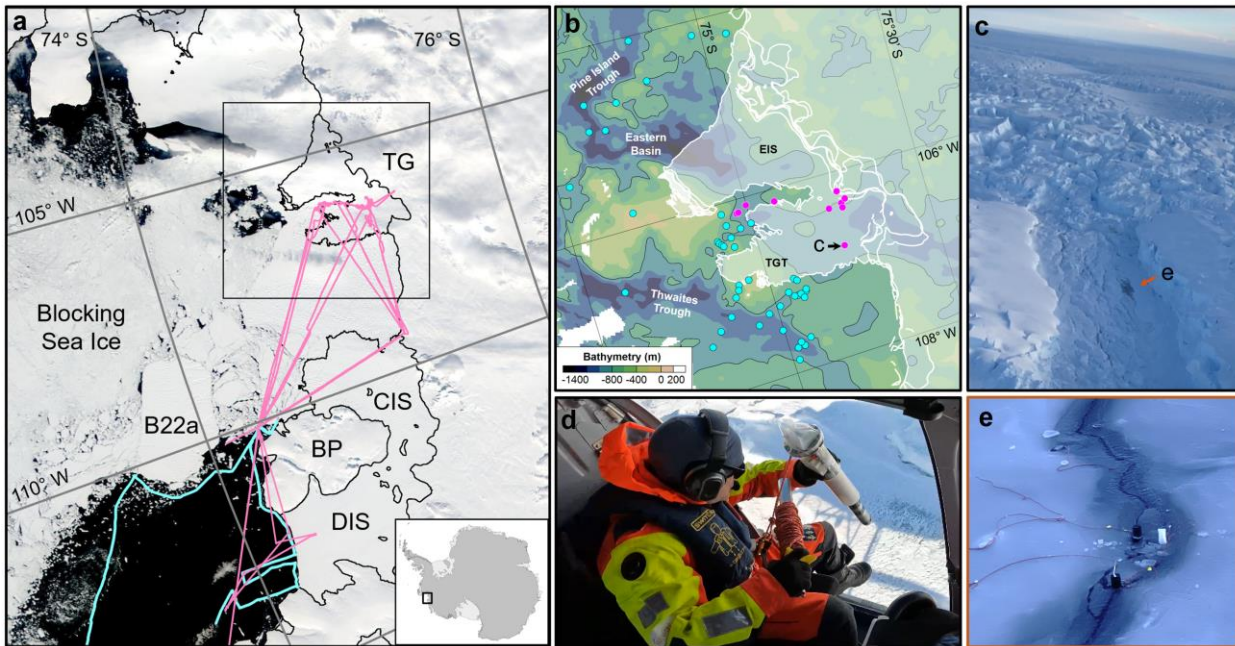 a
74° S
76° S
TG
105° W
Blocking
Sea Ice
B22a
CIS
BP
110° W
DIS
b
75° S
75°30' S
Pine Island
Trough
Eastern
Basin
EIS
106° W
C
TGT
Thwaites
Trough
108° W
Bathymetry (m)
-1400 -800 -400 0 200
c
e
d
e